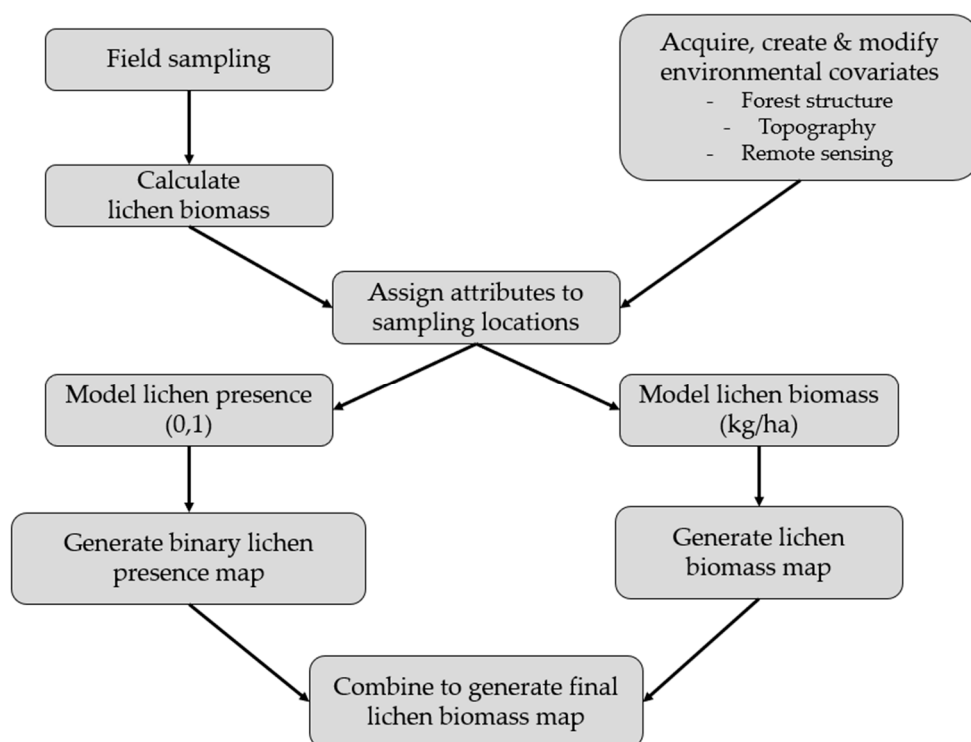 Field sampling
Acquire, create & modify
environmental covariates
- Forest structure
- Topography
- Remote sensing
Calculate
lichen biomass
Assign attributes to
sampling locations
Model lichen presence
(0,1)
Model lichen biomass
(kg/ha)
Generate binary lichen
presence map
Generate lichen
biomass map
Combine to generate final
lichen biomass map